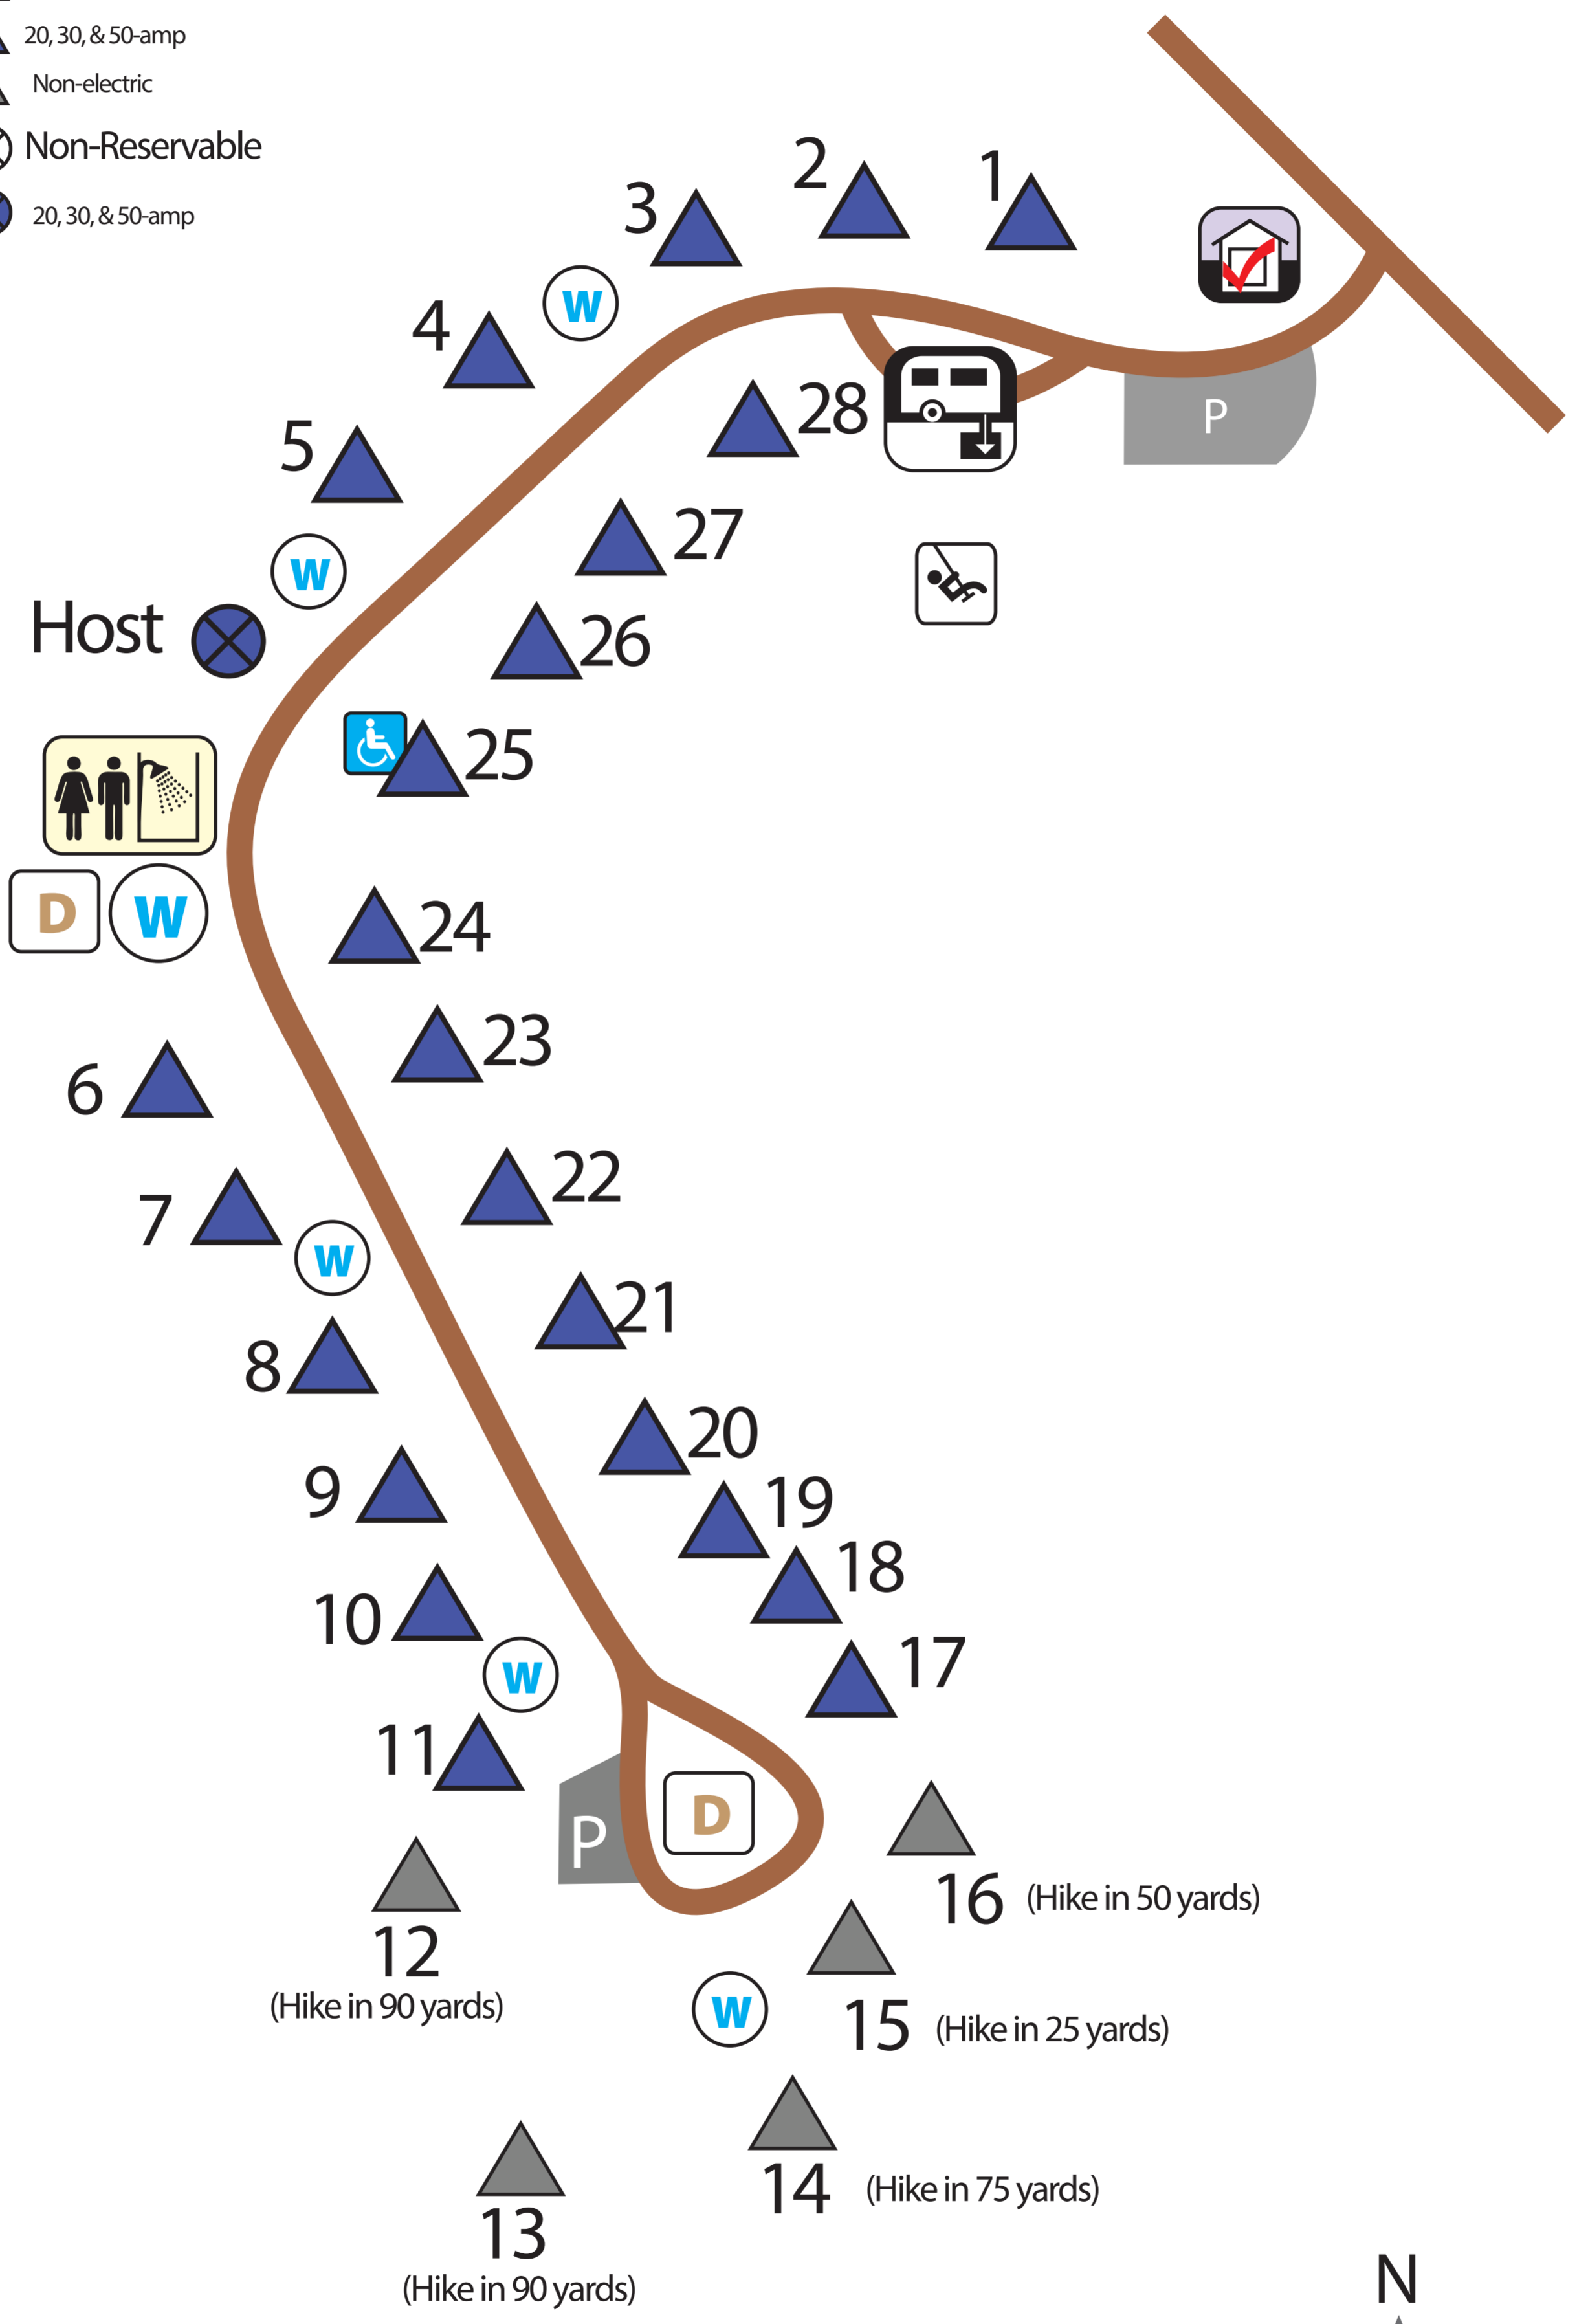 20, 30, & 50-amp
Non-electric
Non-Reservable
20, 30, & 50-amp
1
2
3
W
4
28
P
5
27
W
Host
26
25
D
W
24
23
6
22
7
W
21
8
20
9
19
18
10
17
W
11
D
P
16 (Hike in 50 yards)
12
(Hike in 90 yards)
W
15 (Hike in 25 yards)
14 (Hike in 75 yards)
13
(Hike in 90 yards)
N